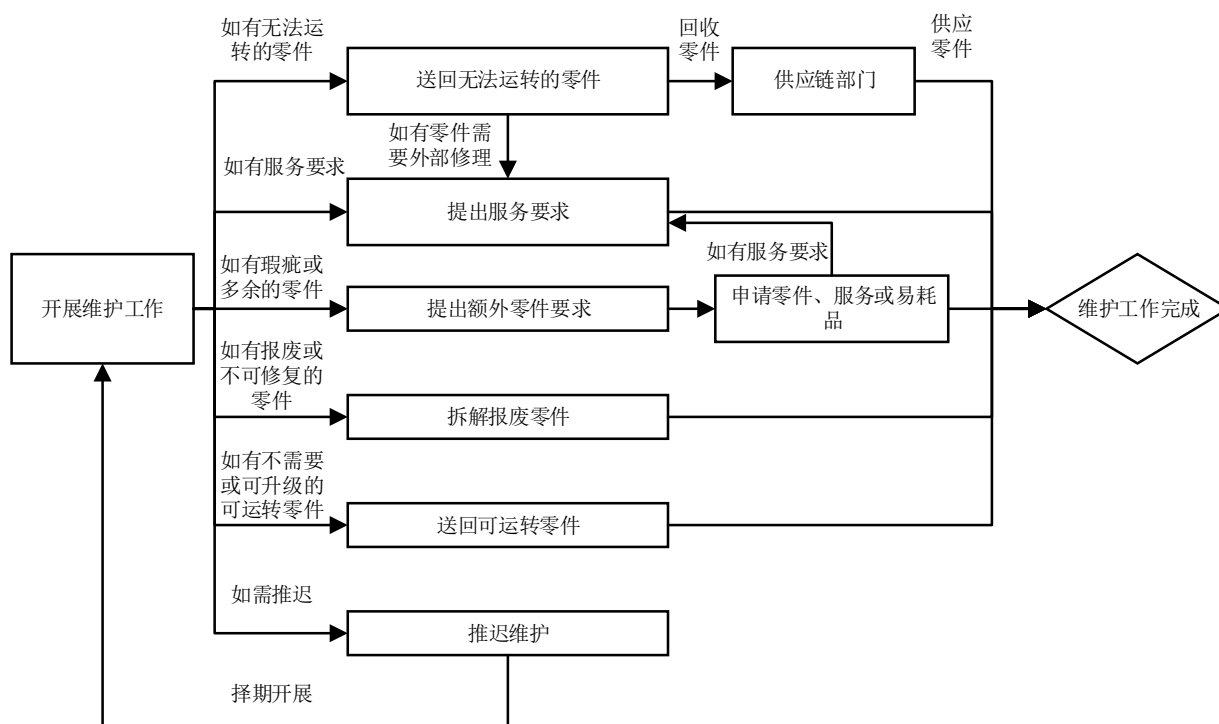 如有无法运
转的零件
送回无法运转的零件
回收
零件
供应链部门
供应
零件
如有零件需
要外部修理
如有服务要求
提出服务要求
如有服务要求
开展维护工作
如有瑕疵或
多余的零件
提出额外零件要求
申请零件、服务或易耗
品
维护工作完成
如有报废或
不可修复的
零件
拆解报废零件
如有不需要
或可升级的
可运转零件
送回可运转零件
如需推迟
推迟维护
择期开展